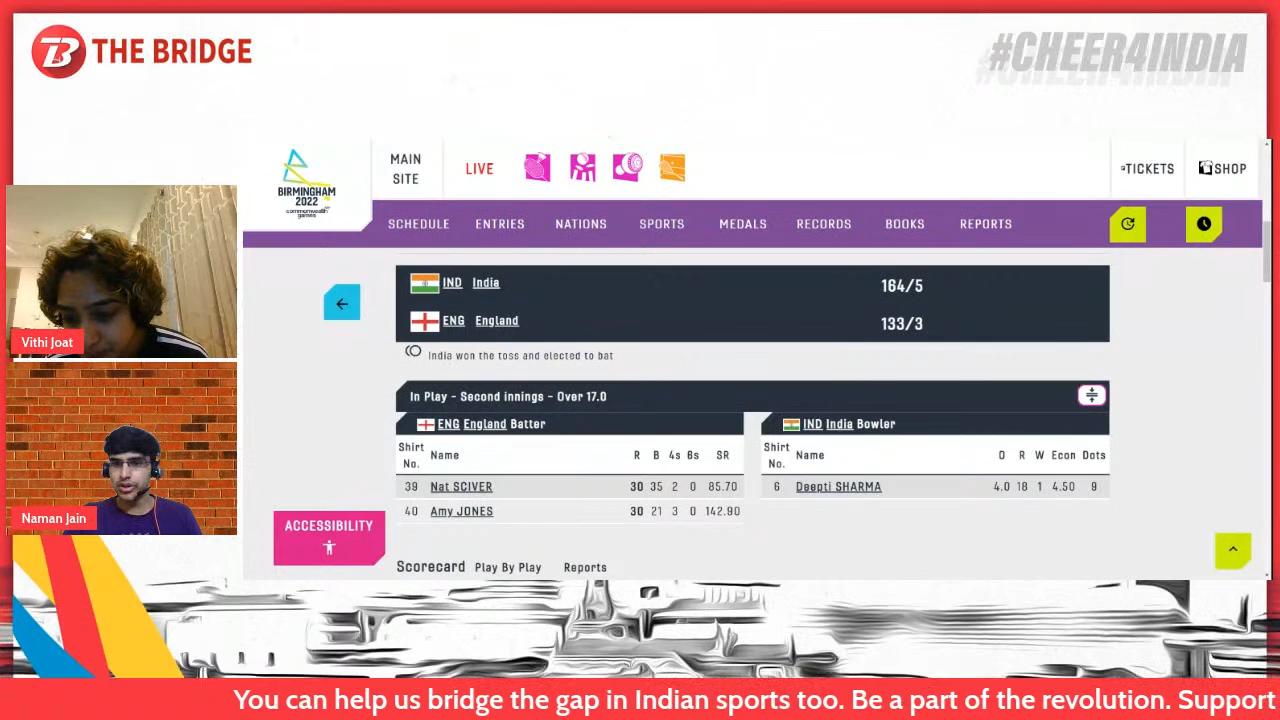 THE BRIDGE
#CHEER4INDIA
BIRMINGHAM
2022
commonwealth
games
MAIN
SITE
LIVE
TICKETS
SHOP
SCHEDULE ENTRIES NATIONS SPORTS MEDALS RECORDS BOOKS REPORTS
IND India 164/5
ENG England 133/3
India won the toss and elected to bat
In Play - Second innings - Over 17.0
ENG England Batter
Shirt No. Name R B 4s 6s SR
39 Nat SCIVER 30 35 2 0 85.70
40 Amy JONES 30 21 3 0 142.90
IND India Bowler
Shirt No. Name O R W Econ Dots
6 Deepti SHARMA 4.0 18 1 4.50 9
Scorecard Play By Play Reports
ACCESSIBILITY
Vithi Joat
Naman Jain
You can help us bridge the gap in Indian sports too. Be a part of the revolution. Support